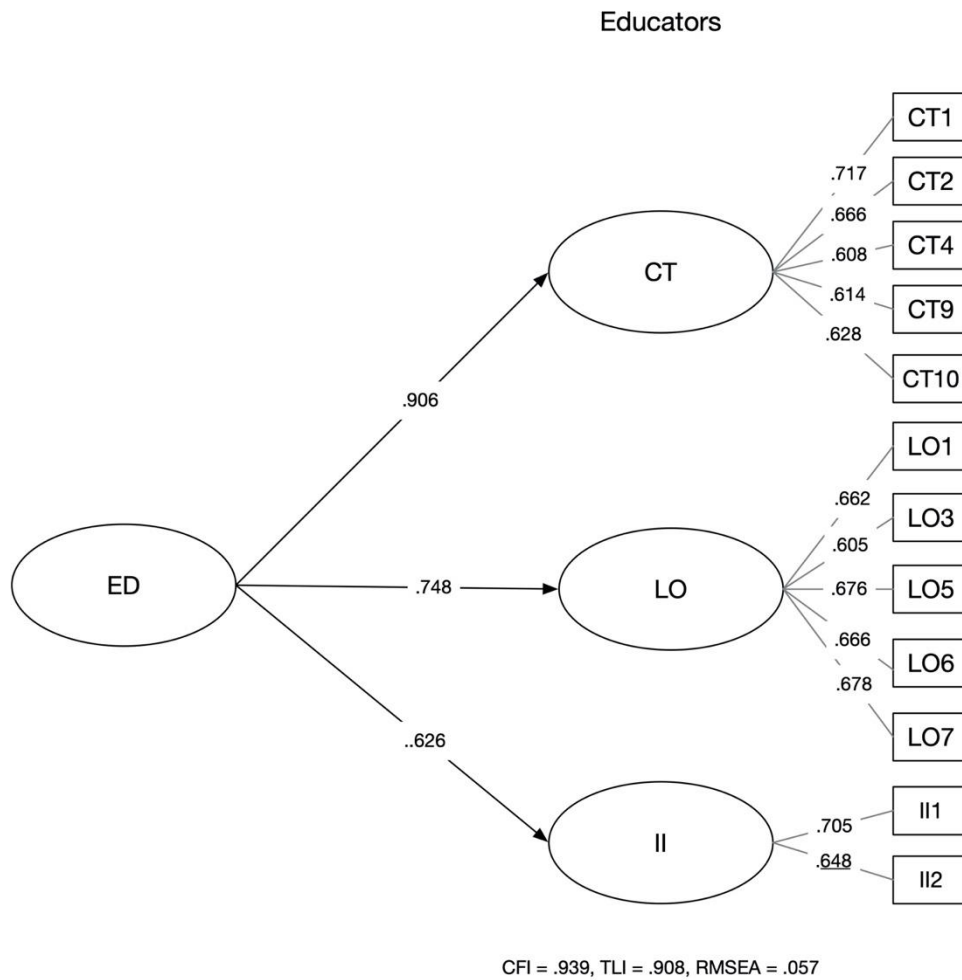 Educators
CT1
.717
CT2
.666
CT
.608
CT4
.614
CT9
.628
CT10
.906
LO1
.662
LO3
.605
ED
.748
LO
.676
LO5
.666
LO6
.678
LO7
..626
II1
.705
II
.648
II2
CFI = .939, TLI = .908, RMSEA = .057